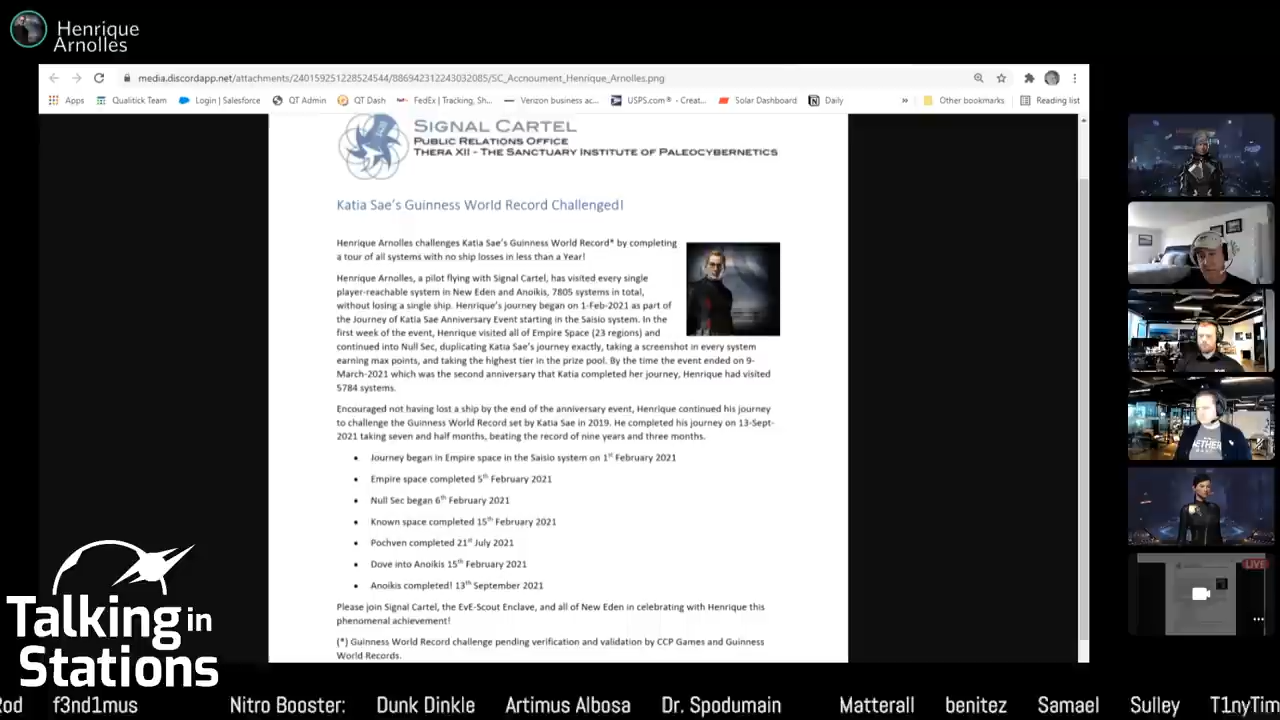 Henrique
Arnolles
media.discordapp.net/attachments/240159251228524544/886942312243032085/SC_Accnoument_Henrique_Arnolles.png
Apps
Qualitick Team
Login | Salesforce
QT Admin
QT Dash
FedEx | Tracking, Sh...
Verizon business ac...
USPS.com® - Creat...
Solar Dashboard
Daily
»
Other bookmarks
Reading list
SIGNAL CARTEL
PUBLIC RELATIONS OFFICE
THERA XII - THE SANCTUARY INSTITUTE OF PALEOCYBERNETICS
Katia Sae's Guinness World Record Challenged!
Henrique Arnolles challenges Katia Sae's Guinness World Record* by completing
a tour of all systems with no ship losses in less than a Year!
Henrique Arnolles, a pilot flying with Signal Cartel, has visited every single
player-reachable system in New Eden and Anoikis, 7805 systems in total,
without losing a single ship. Henrique's journey began on 1-Feb-2021 as part of
the Journey of Katia Sae Anniversary Event starting in the Saisio system. In the
first week of the event, Henrique visited all of Empire Space (23 regions) and
continued into Null Sec, duplicating Katia Sae's journey exactly, taking a screenshot in every system
earning max points, and taking the highest tier in the prize pool. By the time the event ended on 9-
March-2021 which was the second anniversary that Katia completed her journey, Henrique had visited
5784 systems.
Encouraged not having lost a ship by the end of the anniversary event, Henrique continued his journey
to challenge the Guinness World Record set by Katia Sae in 2019. He completed his journey on 13-Sept-
2021 taking seven and half months, beating the record of nine years and three months.
• Journey began in Empire space in the Saisio system on 1st February 2021
• Empire space completed 5th February 2021
• Null Sec began 6th February 2021
• Known space completed 15th February 2021
• Pochven completed 21st July 2021
• Dove into Anoikis 15th February 2021
• Anoikis completed! 13th September 2021
Please join Signal Cartel, the EvE-Scout Enclave, and all of New Eden in celebrating with Henrique this
phenomenal achievement!
(*) Guinness World Record challenge pending verification and validation by CCP Games and Guinness
World Records.
AETHER
LIVE
Talking in
Stations
Rod f3nd1mus Nitro Booster: Dunk Dinkle Artimus Albosa Dr. Spodumain Matterall benitez Samael Sulley T1nyTim